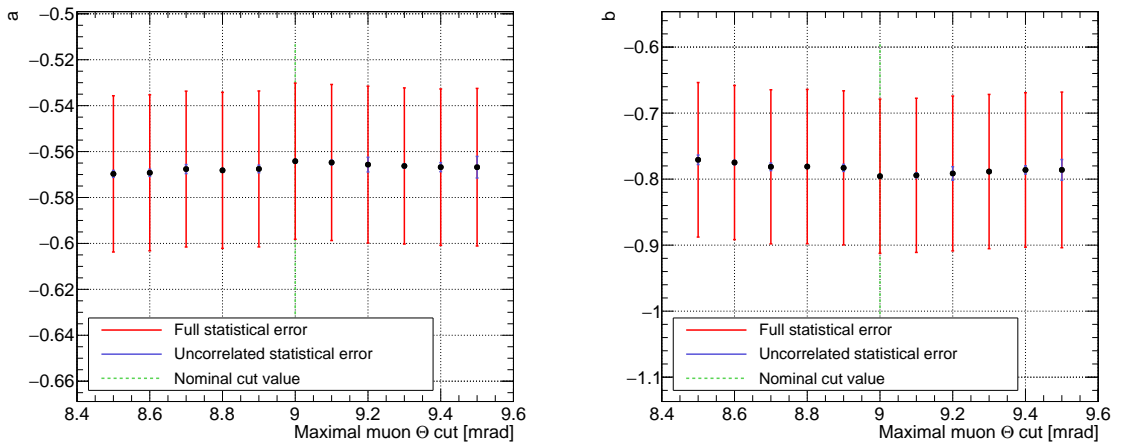 a
−0.5
−0.52
−0.54
−0.56
−0.58
−0.6
−0.62
−0.64
−0.66
Full statistical error
Uncorrelated statistical error
Nominal cut value
8.4 8.6 8.8 9 9.2 9.4 9.6
Maximal muon Θ cut [mrad]
b
−0.6
−0.7
−0.8
−0.9
−1
−1.1
Full statistical error
Uncorrelated statistical error
Nominal cut value
8.4 8.6 8.8 9 9.2 9.4 9.6
Maximal muon Θ cut [mrad]